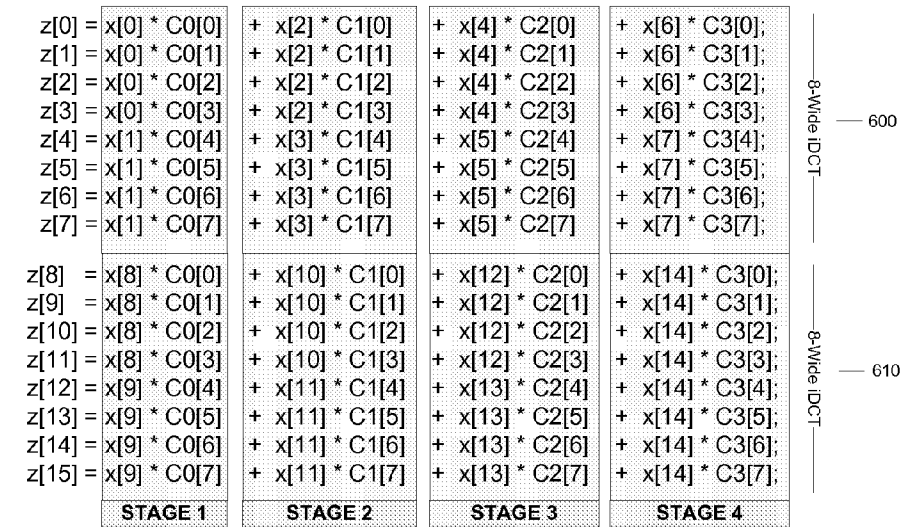 z[0] = x[0] * C0[0] + x[2] * C1[0] + x[4] * C2[0] + x[6] * C3[0];
z[1] = x[0] * C0[1] + x[2] * C1[1] + x[4] * C2[1] + x[6] * C3[1];
z[2] = x[0] * C0[2] + x[2] * C1[2] + x[4] * C2[2] + x[6] * C3[2];
z[3] = x[0] * C0[3] + x[2] * C1[3] + x[4] * C2[3] + x[6] * C3[3];
z[4] = x[1] * C0[4] + x[3] * C1[4] + x[5] * C2[4] + x[7] * C3[4];
z[5] = x[1] * C0[5] + x[3] * C1[5] + x[5] * C2[5] + x[7] * C3[5];
z[6] = x[1] * C0[6] + x[3] * C1[6] + x[5] * C2[6] + x[7] * C3[6];
z[7] = x[1] * C0[7] + x[3] * C1[7] + x[5] * C2[7] + x[7] * C3[7];
8-Wide iDCT
600
z[8] = x[8] * C0[0] + x[10] * C1[0] + x[12] * C2[0] + x[14] * C3[0];
z[9] = x[8] * C0[1] + x[10] * C1[1] + x[12] * C2[1] + x[14] * C3[1];
z[10] = x[8] * C0[2] + x[10] * C1[2] + x[12] * C2[2] + x[14] * C3[2];
z[11] = x[8] * C0[3] + x[10] * C1[3] + x[12] * C2[3] + x[14] * C3[3];
z[12] = x[9] * C0[4] + x[11] * C1[4] + x[13] * C2[4] + x[14] * C3[4];
z[13] = x[9] * C0[5] + x[11] * C1[5] + x[13] * C2[5] + x[14] * C3[5];
z[14] = x[9] * C0[6] + x[11] * C1[6] + x[13] * C2[6] + x[14] * C3[6];
z[15] = x[9] * C0[7] + x[11] * C1[7] + x[13] * C2[7] + x[14] * C3[7];
8-Wide iDCT
610
STAGE 1 STAGE 2 STAGE 3 STAGE 4